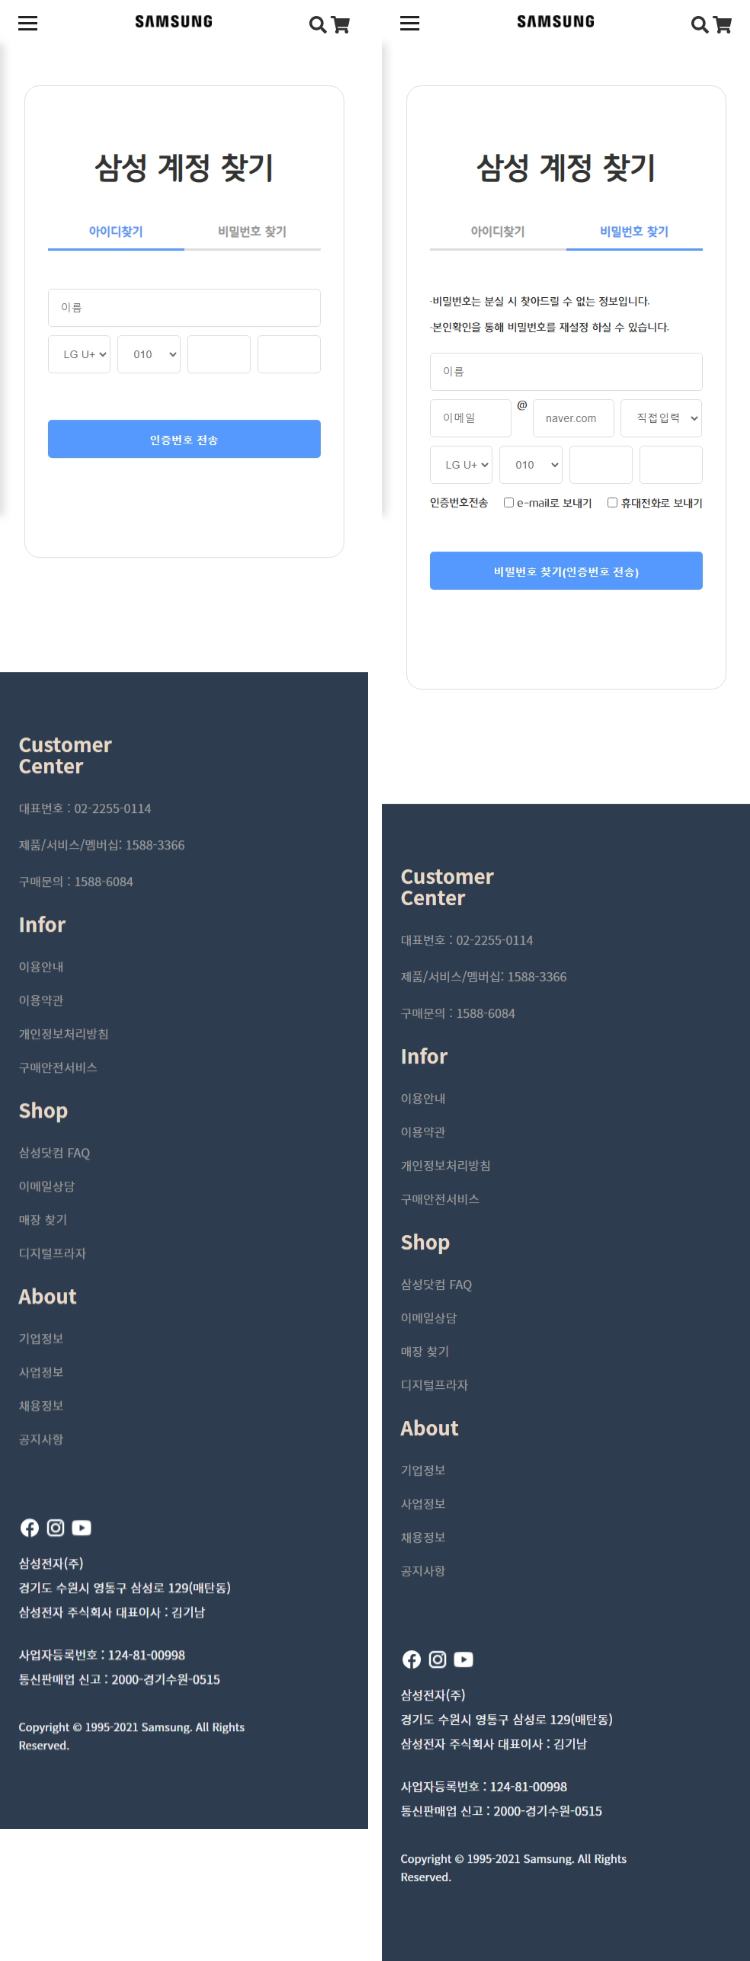 SAMSUNG
삼성 계정 찾기
아이디찾기 비밀번호 찾기
이름
LG U+ 010
인증번호 전송
Customer
Center
대표번호 : 02-2255-0114
제품/서비스/멤버십: 1588-3366
구매문의 : 1588-6084
Infor
이용안내
이용약관
개인정보처리방침
구매안전서비스
Shop
삼성닷컴 FAQ
이메일상담
매장 찾기
디지털프라자
About
기업정보
사업정보
채용정보
공지사항
삼성전자(주)
경기도 수원시 영통구 삼성로 129(매탄동)
삼성전자 주식회사 대표이사 : 김기남
사업자등록번호 : 124-81-00998
통신판매업 신고 : 2000-경기수원-0515
Copyright © 1995-2021 Samsung. All Rights
Reserved.
SAMSUNG
삼성 계정 찾기
아이디찾기 비밀번호 찾기
-비밀번호는 분실 시 찾아드릴 수 없는 정보입니다.
-본인확인을 통해 비밀번호를 재설정 하실 수 있습니다.
이름
이메일 @ naver.com 직접입력
LG U+ 010
인증번호전송 e-mail로 보내기 휴대전화로 보내기
비밀번호 찾기(인증번호 전송)
Customer
Center
대표번호 : 02-2255-0114
제품/서비스/멤버십: 1588-3366
구매문의 : 1588-6084
Infor
이용안내
이용약관
개인정보처리방침
구매안전서비스
Shop
삼성닷컴 FAQ
이메일상담
매장 찾기
디지털프라자
About
기업정보
사업정보
채용정보
공지사항
삼성전자(주)
경기도 수원시 영통구 삼성로 129(매탄동)
삼성전자 주식회사 대표이사 : 김기남
사업자등록번호 : 124-81-00998
통신판매업 신고 : 2000-경기수원-0515
Copyright © 1995-2021 Samsung. All Rights
Reserved.